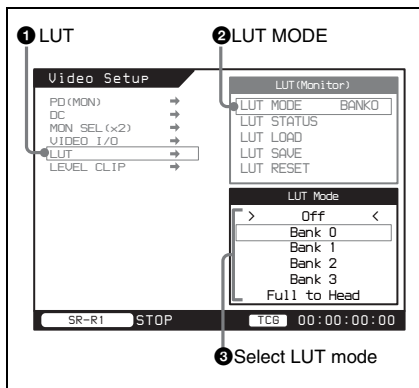 ❶LUT
❷LUT MODE
Video Setup
PD(MON) ➡
DC ➡
MON SEL(x2) ➡
VIDEO I/O ➡
LUT ➡
LEVEL CLIP ➡
LUT(Monitor)
LUT MODE BANK0
LUT STATUS
LUT LOAD
LUT SAVE
LUT RESET
LUT Mode
> Off <
Bank 0
Bank 1
Bank 2
Bank 3
Full to Head
SR-R1 STOP TCG 00:00:00:00
❸Select LUT mode